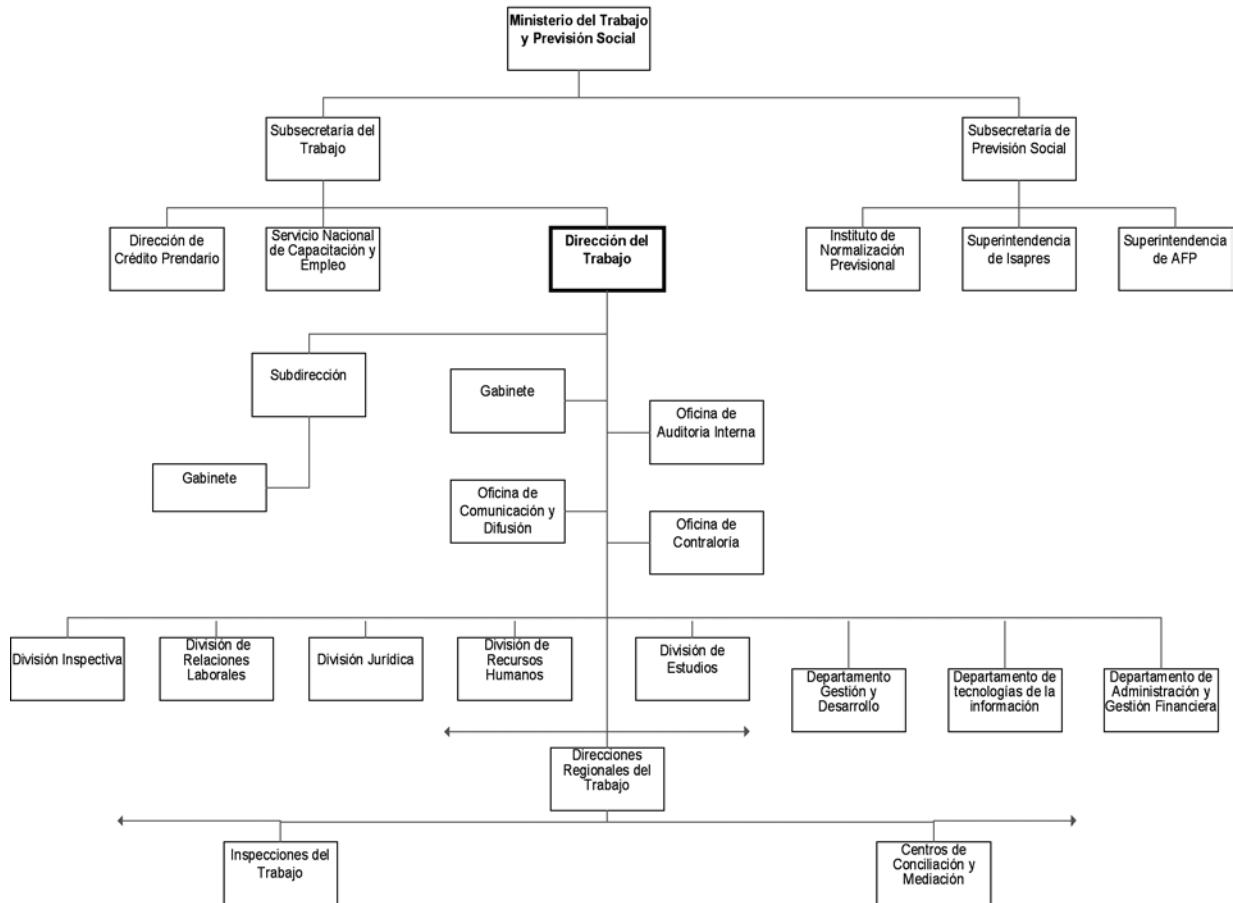 Ministerio del Trabajo
y Previsión Social
Subsecretaría del
Trabajo
Subsecretaría de
Previsión Social
Dirección de
Crédito Prendario
Servicio Nacional
de Capacitación y
Empleo
Dirección del
Trabajo
Instituto de
Normalización
Previsional
Superintendencia
de Isapres
Superintendencia
de AFP
Subdirección
Gabinete
Oficina de
Auditoria Interna
Gabinete
Oficina de
Comunicación y
Difusión
Oficina de
Contraloría
División Inspectiva
División de
Relaciones
Laborales
División Jurídica
División de
Recursos
Humanos
División de
Estudios
Departamento
Gestión y
Desarrollo
Departamento de
tecnologías de la
información
Departamento de
Administración y
Gestión Financiera
Direcciones
Regionales del
Trabajo
Inspecciones del
Trabajo
Centros de
Conciliación y
Mediación